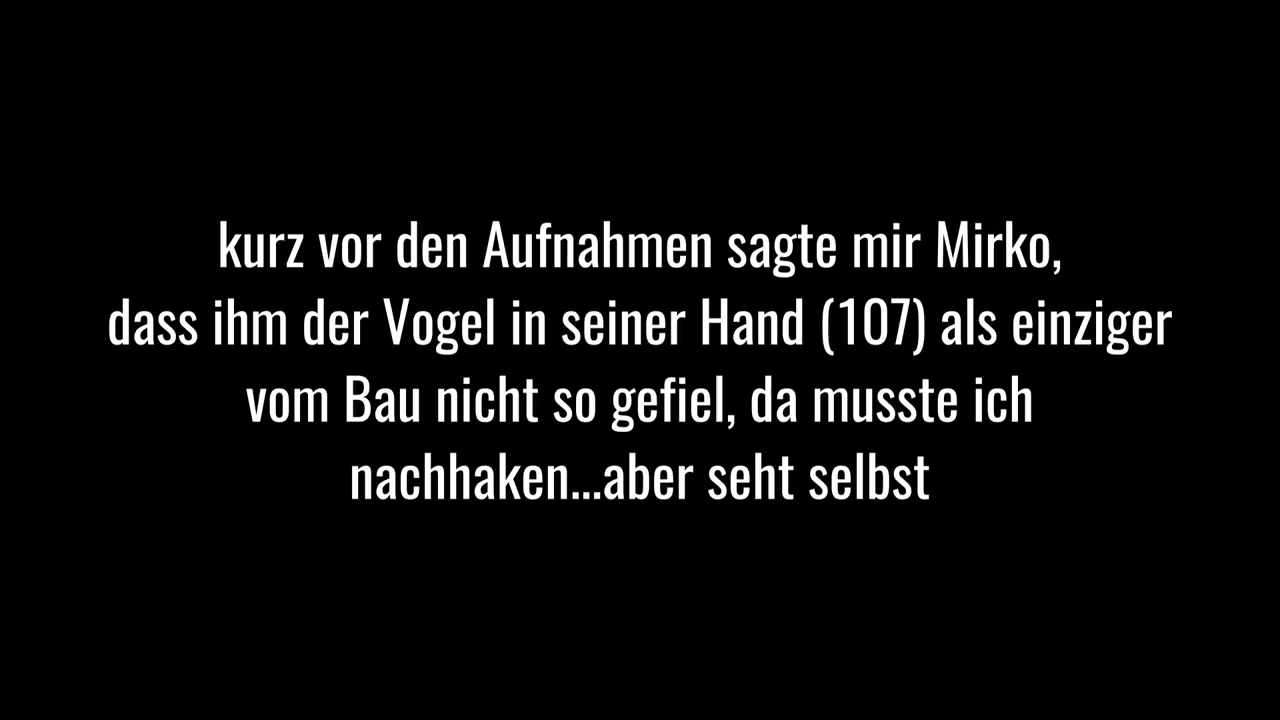 kurz vor den Aufnahmen sagte mir Mirko,
dass ihm der Vogel in seiner Hand (107) als einziger
vom Bau nicht so gefiel, da musste ich
nachhaken...aber seht selbst